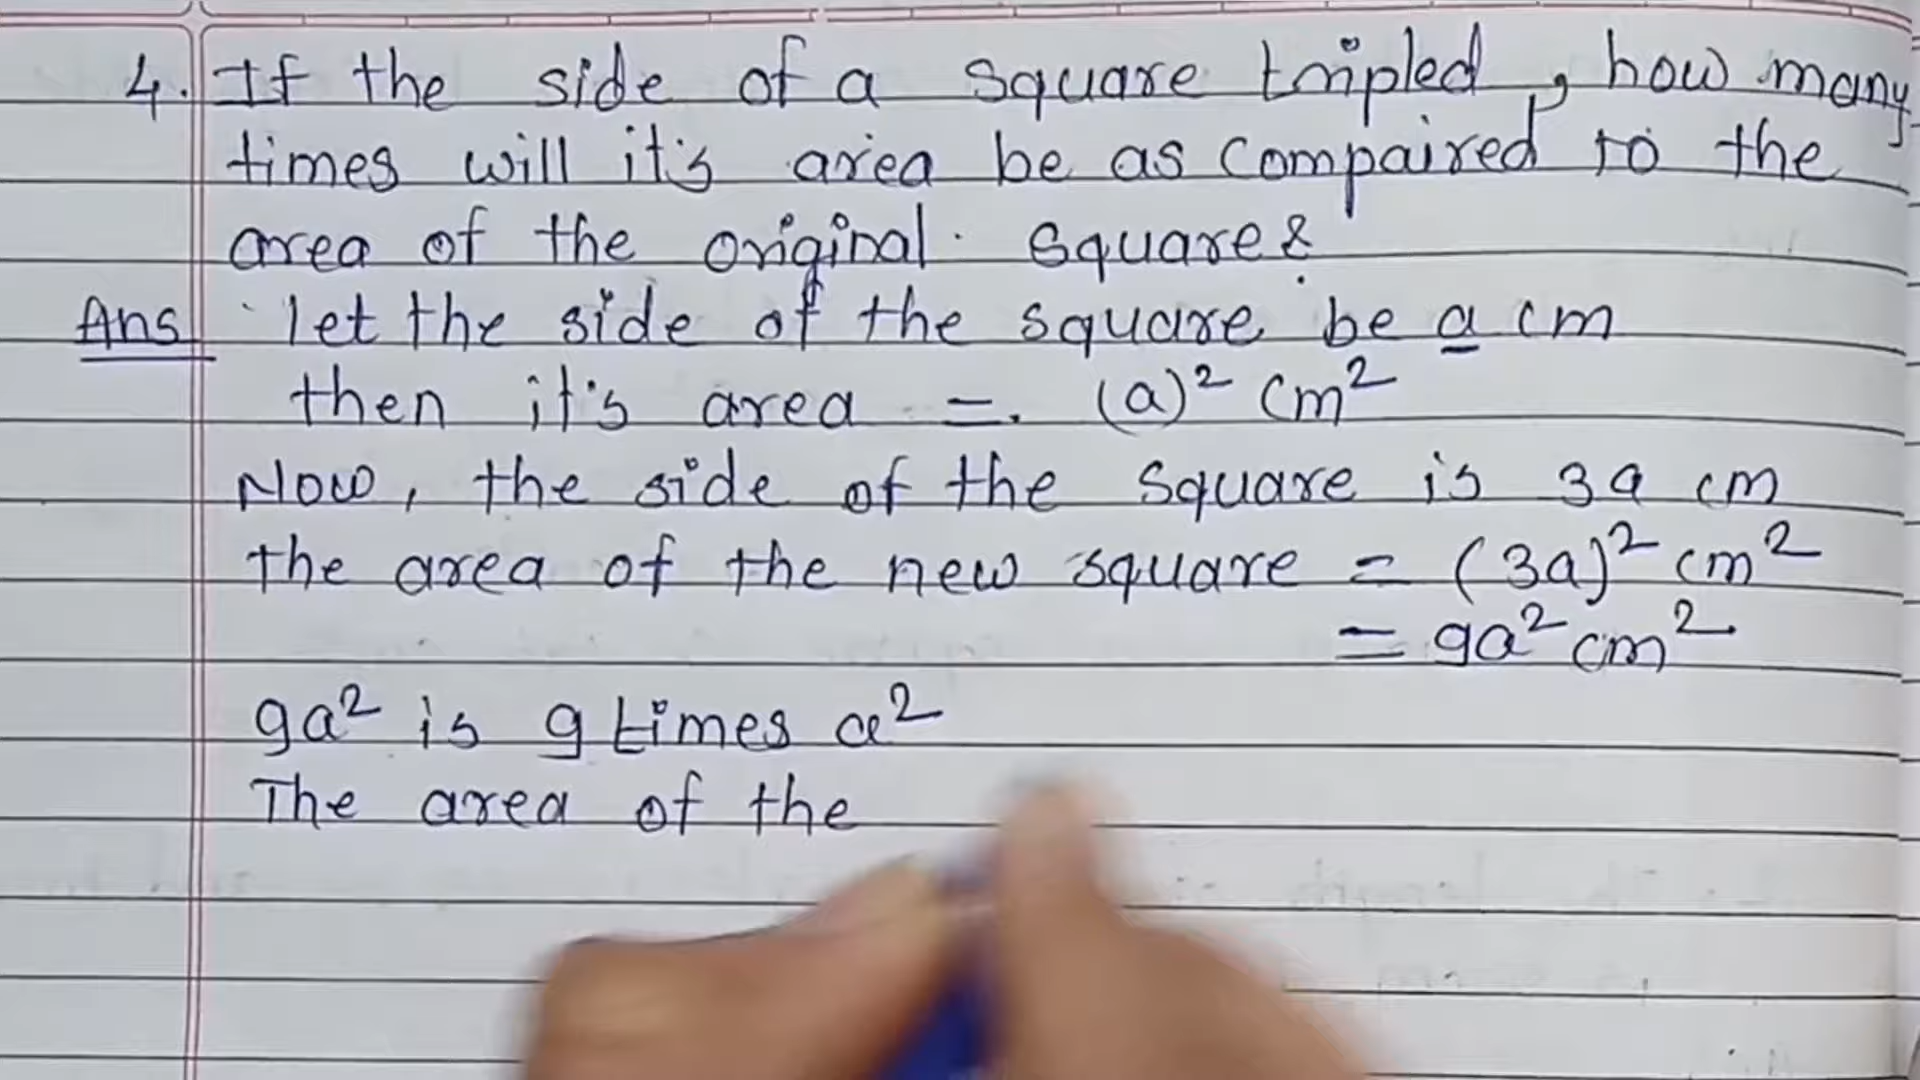 4. If the side of a square tripled, how many
times will it's area be as compaired to the
area of the original square?
Ans let the side of the square be a cm
then it's area = (a)² cm²
Now, the side of the square is 3a cm
the area of the new square = (3a)² cm²
= 9a² cm²
9a² is 9 times a²
The area of the